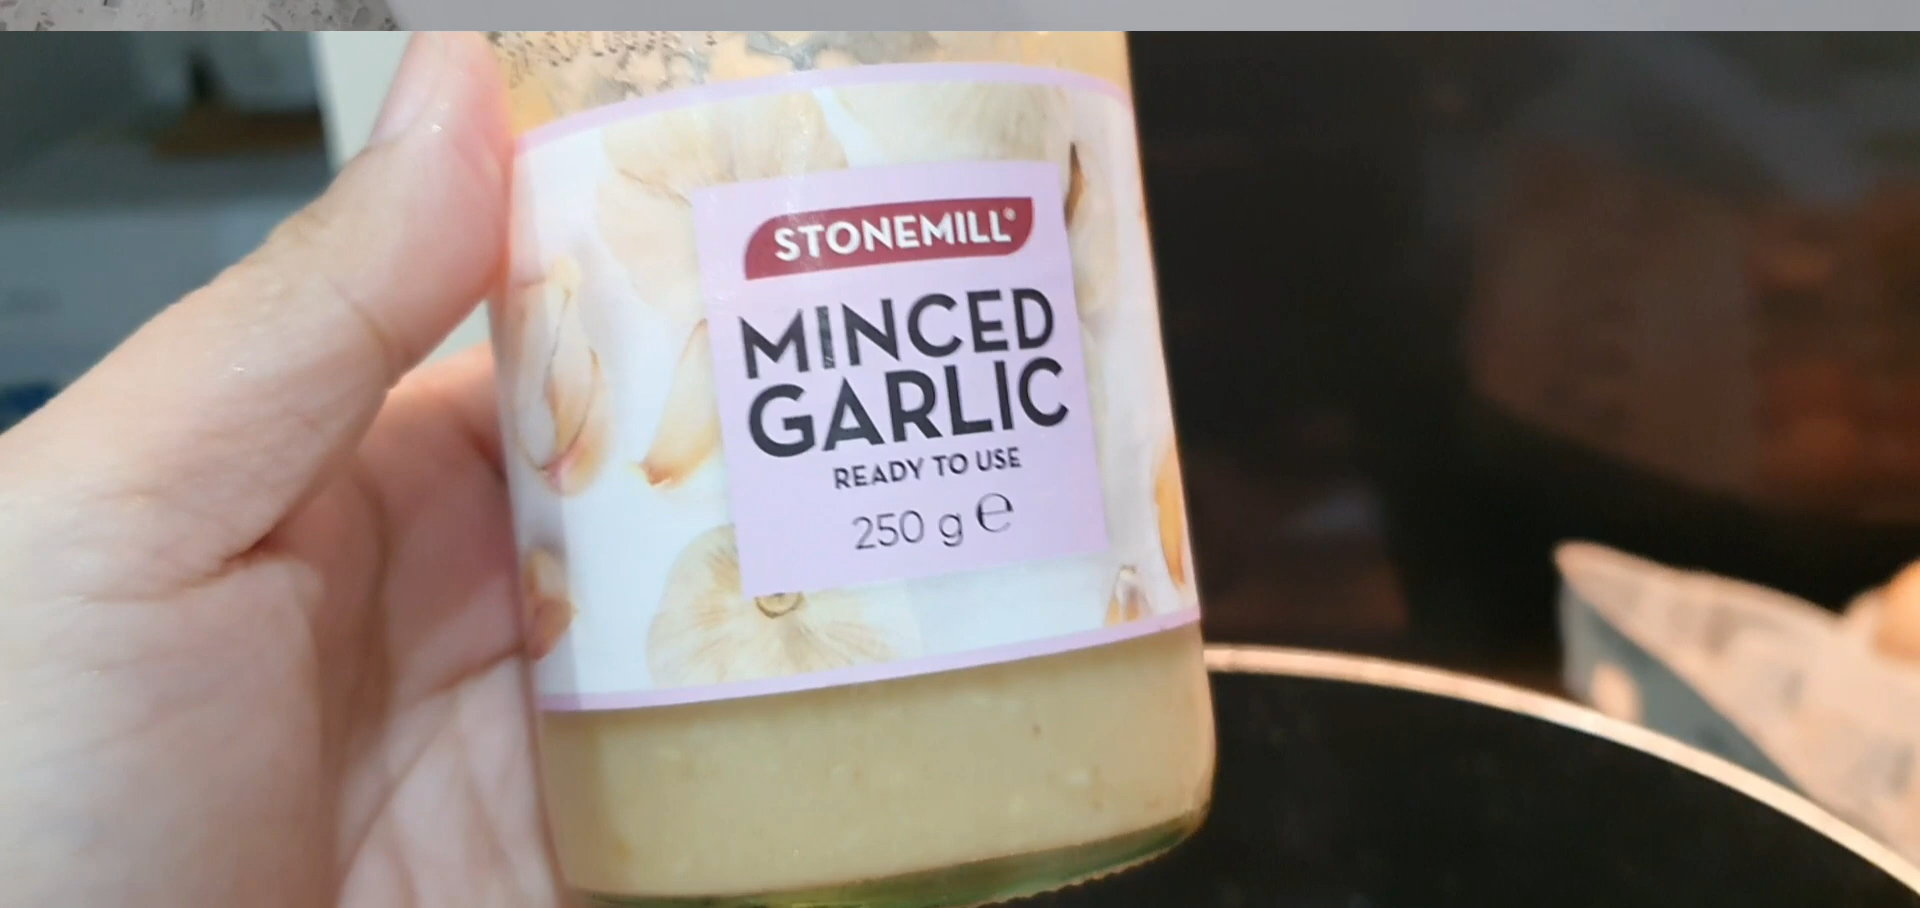 STONEMILL®
MINCED
GARLIC
READY TO USE
250 g ℮